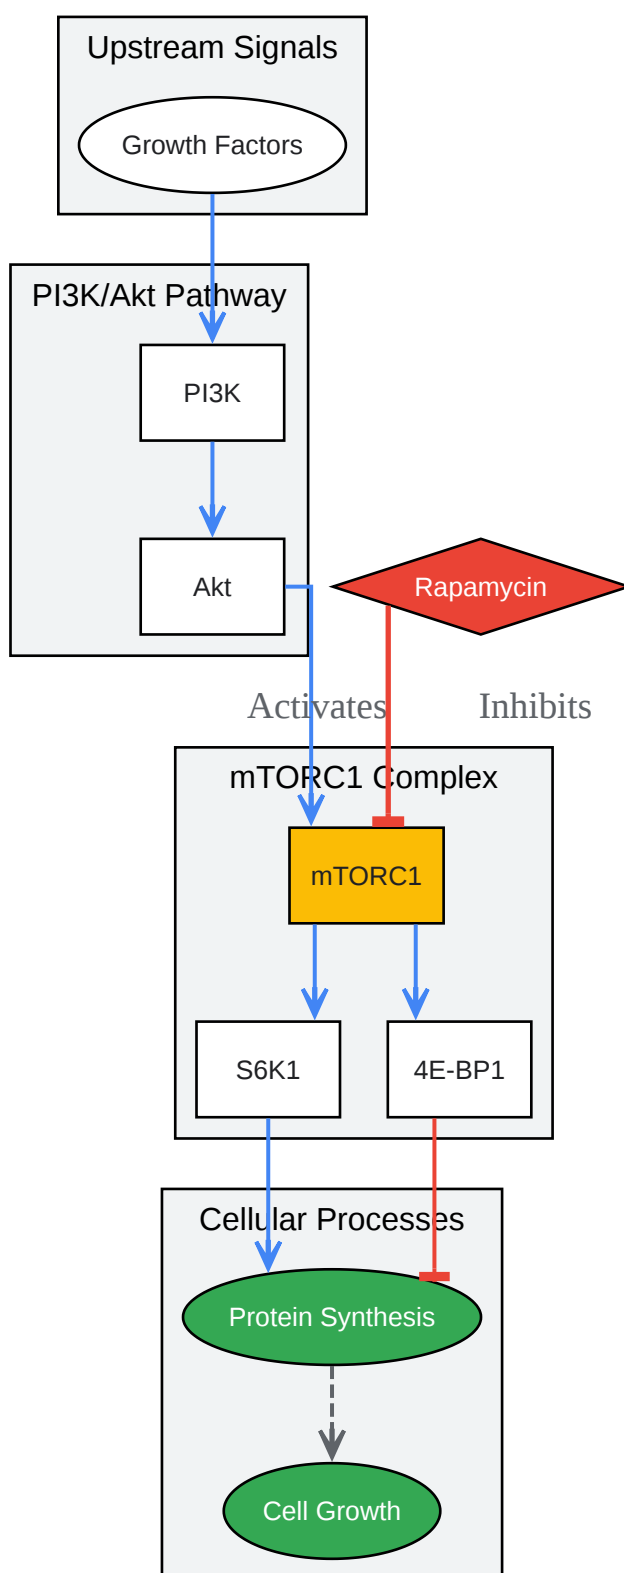 Upstream Signals
Growth Factors
PI3K/Akt Pathway
PI3K
Akt
Rapamycin
Activates
Inhibits
mTORC1 Complex
mTORC1
S6K1
4E-BP1
Cellular Processes
Protein Synthesis
Cell Growth